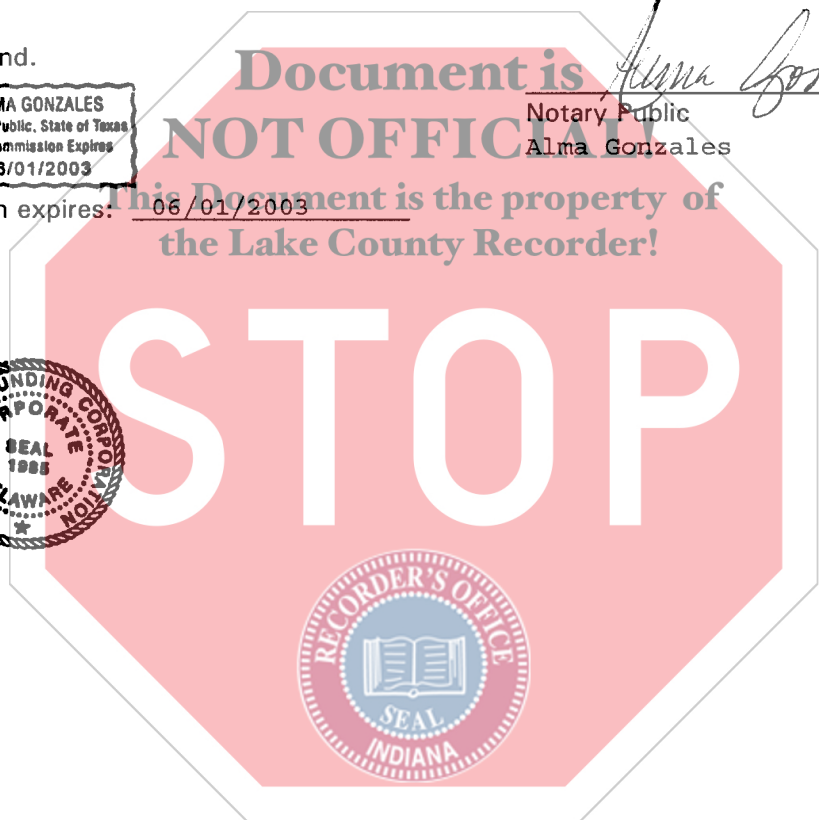 nd.
Document is
NOT OFFICIAL!
This Document is the property of
the Lake County Recorder!
MA GONZALES
Public, State of Texas
mmission Expires
6/01/2003
Notary Public
Alma Gonzales
n expires: 06/01/2003
STOP
UNDING CORPORATION
RPORATE
SEAL
1985
LAWARE
RECORDER'S OFFICE
SEAL
INDIANA